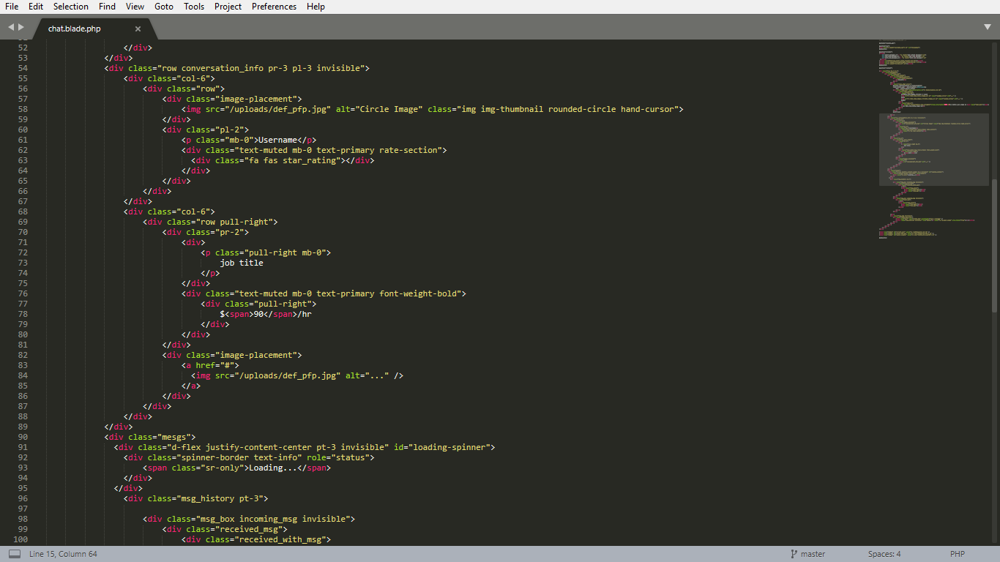 File Edit Selection Find View Goto Tools Project Preferences Help
chat.blade.php ×
52 </div>
53 </div>
54 <div class="row conversation_info pr-3 pl-3 invisible">
55 <div class="col-6">
56 <div class="row">
57 <div class="image-placement">
58 <img src="/uploads/def_pfp.jpg" alt="Circle Image" class="img img-thumbnail rounded-circle hand-cursor">
59 </div>
60 <div class="pl-2">
61 <p class="mb-0">Username</p>
62 <div class="text-muted mb-0 text-primary rate-section">
63 <div class="fa fas star_rating"></div>
64 </div>
65 </div>
66 </div>
67 </div>
68 <div class="col-6">
69 <div class="row pull-right">
70 <div class="pr-2">
71 <div>
72 <p class="pull-right mb-0">
73 job title
74 </p>
75 </div>
76 <div class="text-muted mb-0 text-primary font-weight-bold">
77 <div class="pull-right">
78 $<span>90</span>/hr
79 </div>
80 </div>
81 </div>
82 <div class="image-placement">
83 <a href="#">
84 <img src="/uploads/def_pfp.jpg" alt="..." />
85 </a>
86 </div>
87 </div>
88 </div>
89 </div>
90 <div class="mesgs">
91 <div class="d-flex justify-content-center pt-3 invisible" id="loading-spinner">
92 <div class="spinner-border text-info" role="status">
93 <span class="sr-only">Loading...</span>
94 </div>
95 </div>
96 <div class="msg_history pt-3">
97
98 <div class="msg_box incoming_msg invisible">
99 <div class="received_msg">
100 <div class="received_with_msg">
Line 15, Column 64 master Spaces: 4 PHP